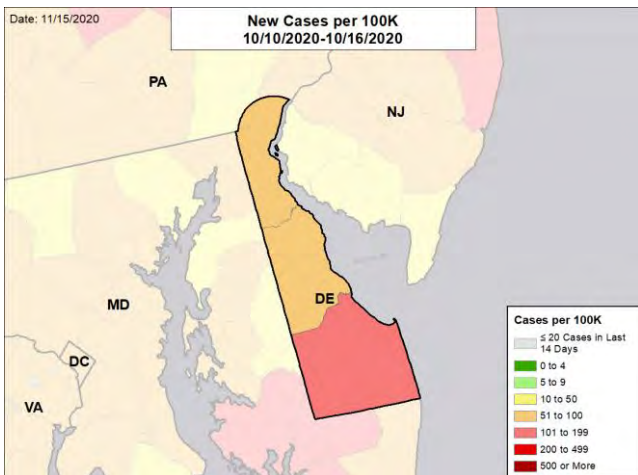 Date: 11/15/2020
New Cases per 100K
10/10/2020-10/16/2020
PA
NJ
MD
DE
DC
VA
Cases per 100K
≤ 20 Cases in Last
14 Days
0 to 4
5 to 9
10 to 50
51 to 100
101 to 199
200 to 499
500 or More